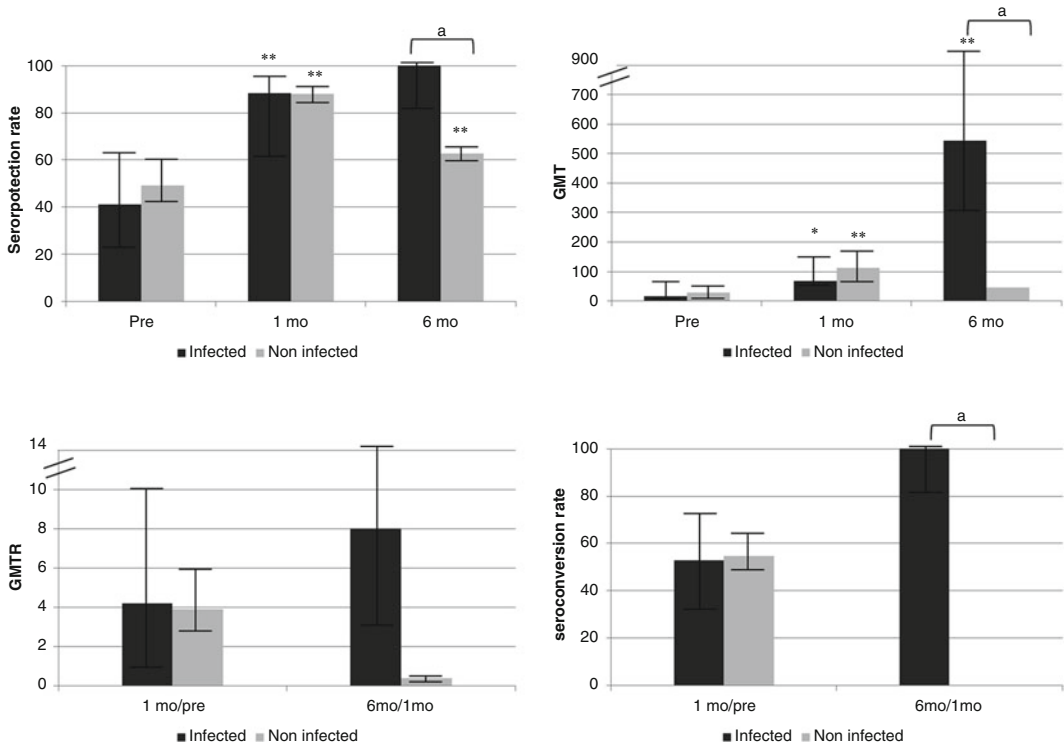 a
100
80
60
40
20
0
Serorpotection rate
**
**
**
Pre
1 mo
6 mo
Infected
Non infected
a
900
700
600
500
400
300
200
100
0
GMT
*
**
**
Pre
1 mo
6 mo
Infected
Non infected
14
10
8
6
4
2
0
GMTR
1 mo/pre
6mo/1mo
Infected
Non infected
a
100
80
60
40
20
0
seroconversion rate
1 mo/pre
6mo/1mo
Infected
Non infected